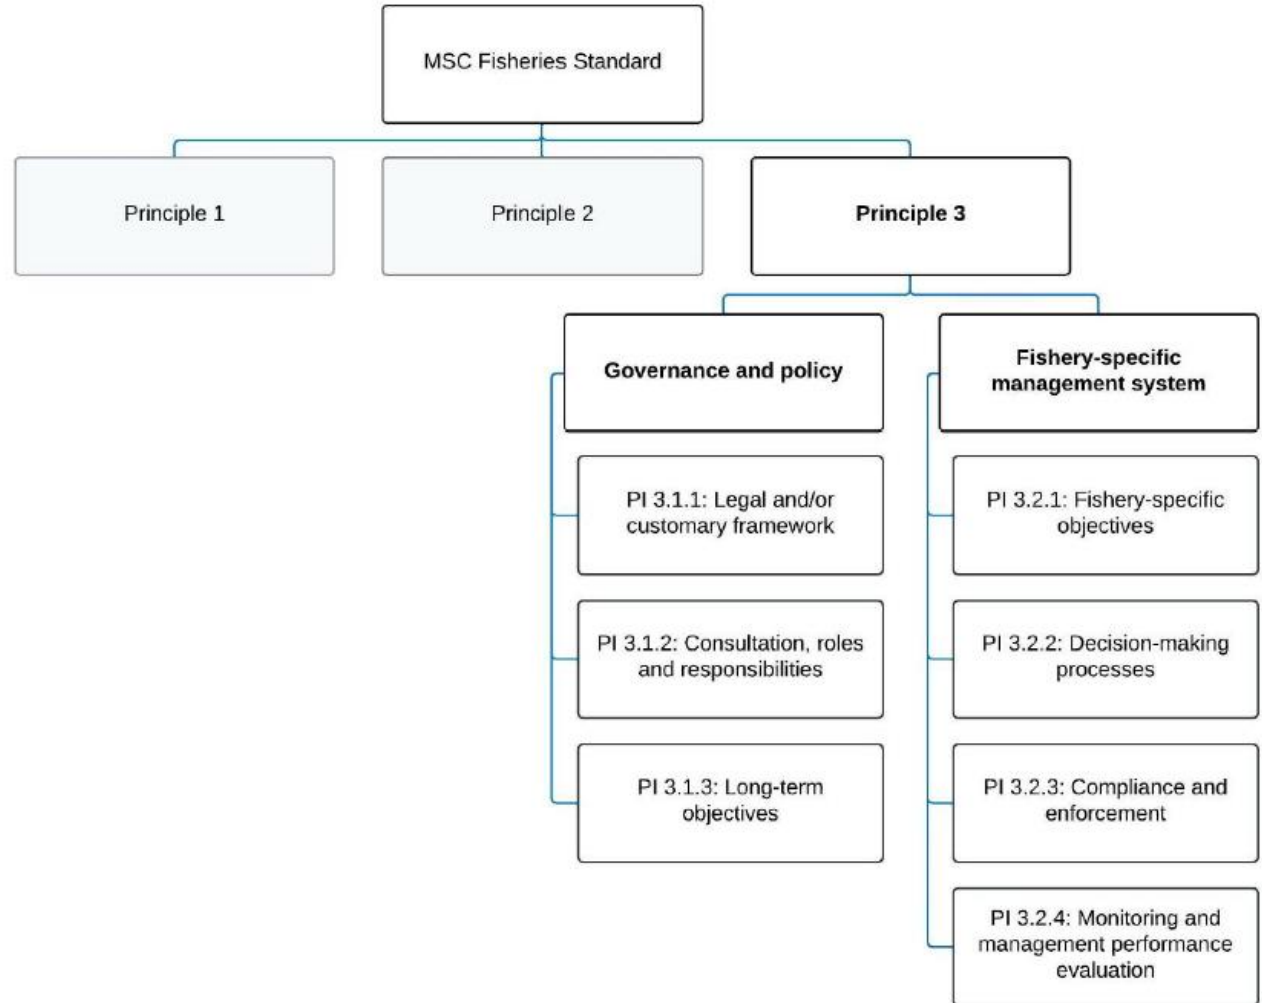 MSC Fisheries Standard
Principle 1
Principle 2
Principle 3
Governance and policy
Fishery-specific
management system
PI 3.1.1: Legal and/or
customary framework
PI 3.2.1: Fishery-specific
objectives
PI 3.1.2: Consultation, roles
and responsibilities
PI 3.2.2: Decision-making
processes
PI 3.1.3: Long-term
objectives
PI 3.2.3: Compliance and
enforcement
PI 3.2.4: Monitoring and
management performance
evaluation